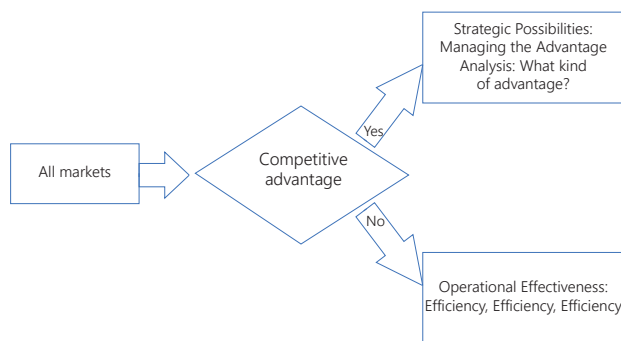 Strategic Possibilities:
Managing the Advantage
Analysis: What kind
of advantage?
Yes
All markets
Competitive
advantage
No
Operational Effectiveness:
Efficiency, Efficiency, Efficiency